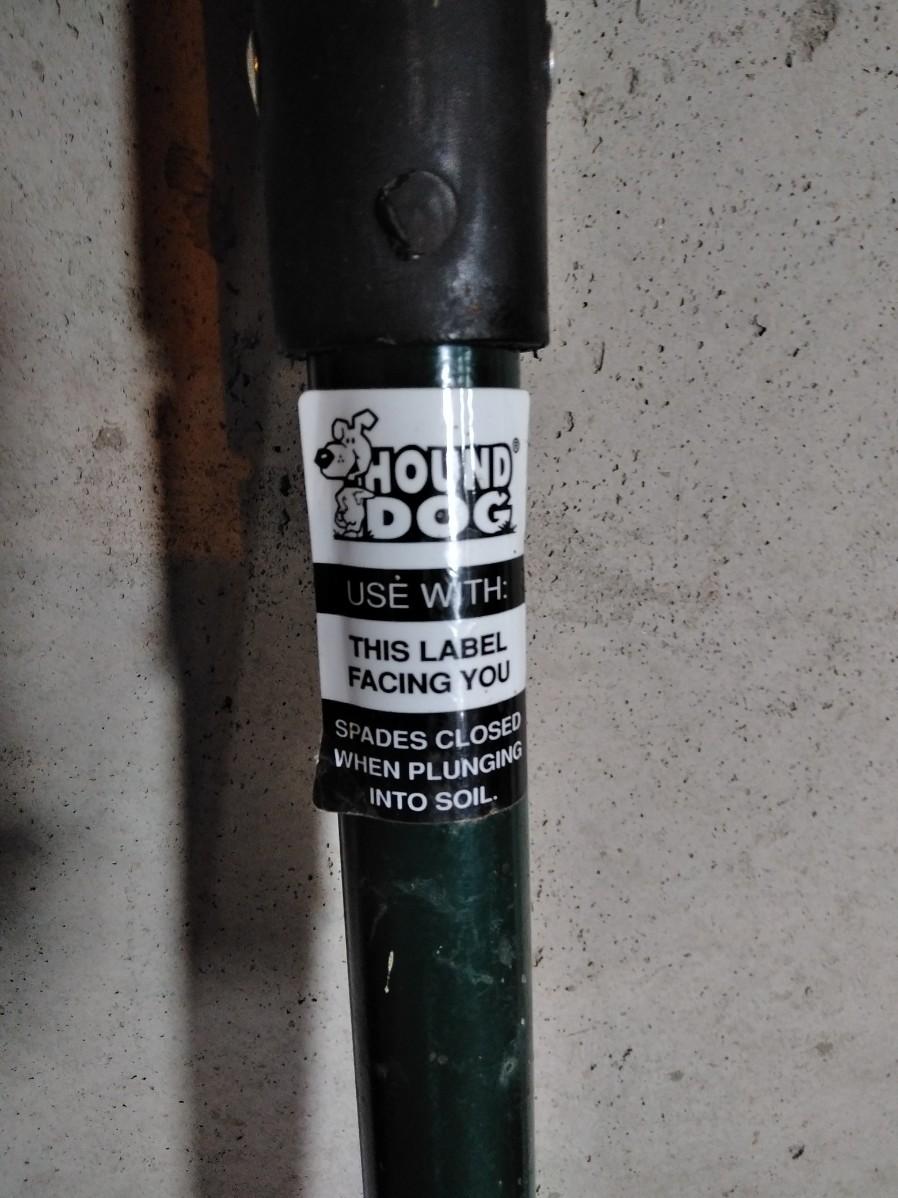 HOUND®
DOG
USE WITH:
THIS LABEL
FACING YOU
SPADES CLOSED
WHEN PLUNGING
INTO SOIL.